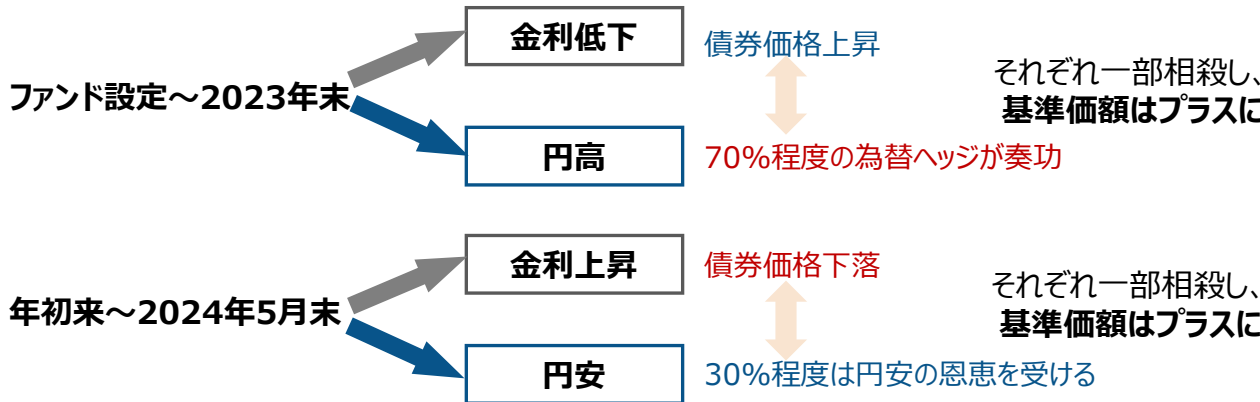 ファンド設定～2023年末
金利低下
債券価格上昇
円高
70%程度の為替ヘッジが奏功
それぞれ一部相殺し、
基準価額はプラスに
年初来～2024年5月末
金利上昇
債券価格下落
円安
30%程度は円安の恩恵を受ける
それぞれ一部相殺し、
基準価額はプラスに